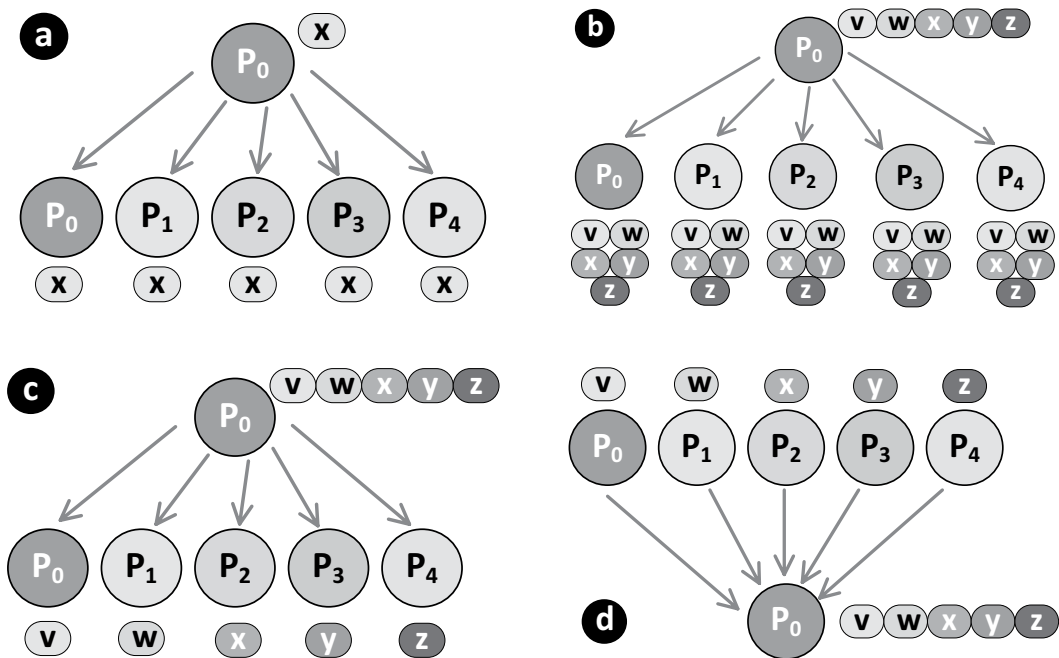 a
P0 x
P0 P1 P2 P3 P4
x x x x x
b
P0 v w x y z
P0 P1 P2 P3 P4
v w v w v w v w v w
x y x y x y x y x y
z z z z z
c
P0 v w x y z
P0 P1 P2 P3 P4
v w x y z
v w x y z
P0 P1 P2 P3 P4
d P0 v w x y z